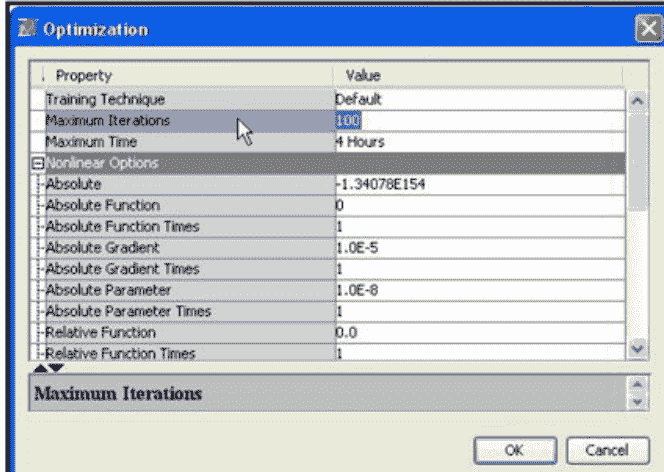 Optimization
Property Value
Training Technique Default
Maximum Iterations 100
Maximum Time 4 Hours
Nonlinear Options
Absolute -1.34078E154
Absolute Function 0
Absolute Function Times 1
Absolute Gradient 1.0E-5
Absolute Gradient Times 1
Absolute Parameter 1.0E-8
Absolute Parameter Times 1
Relative Function 0.0
Relative Function Times 1
Maximum Iterations
OK Cancel